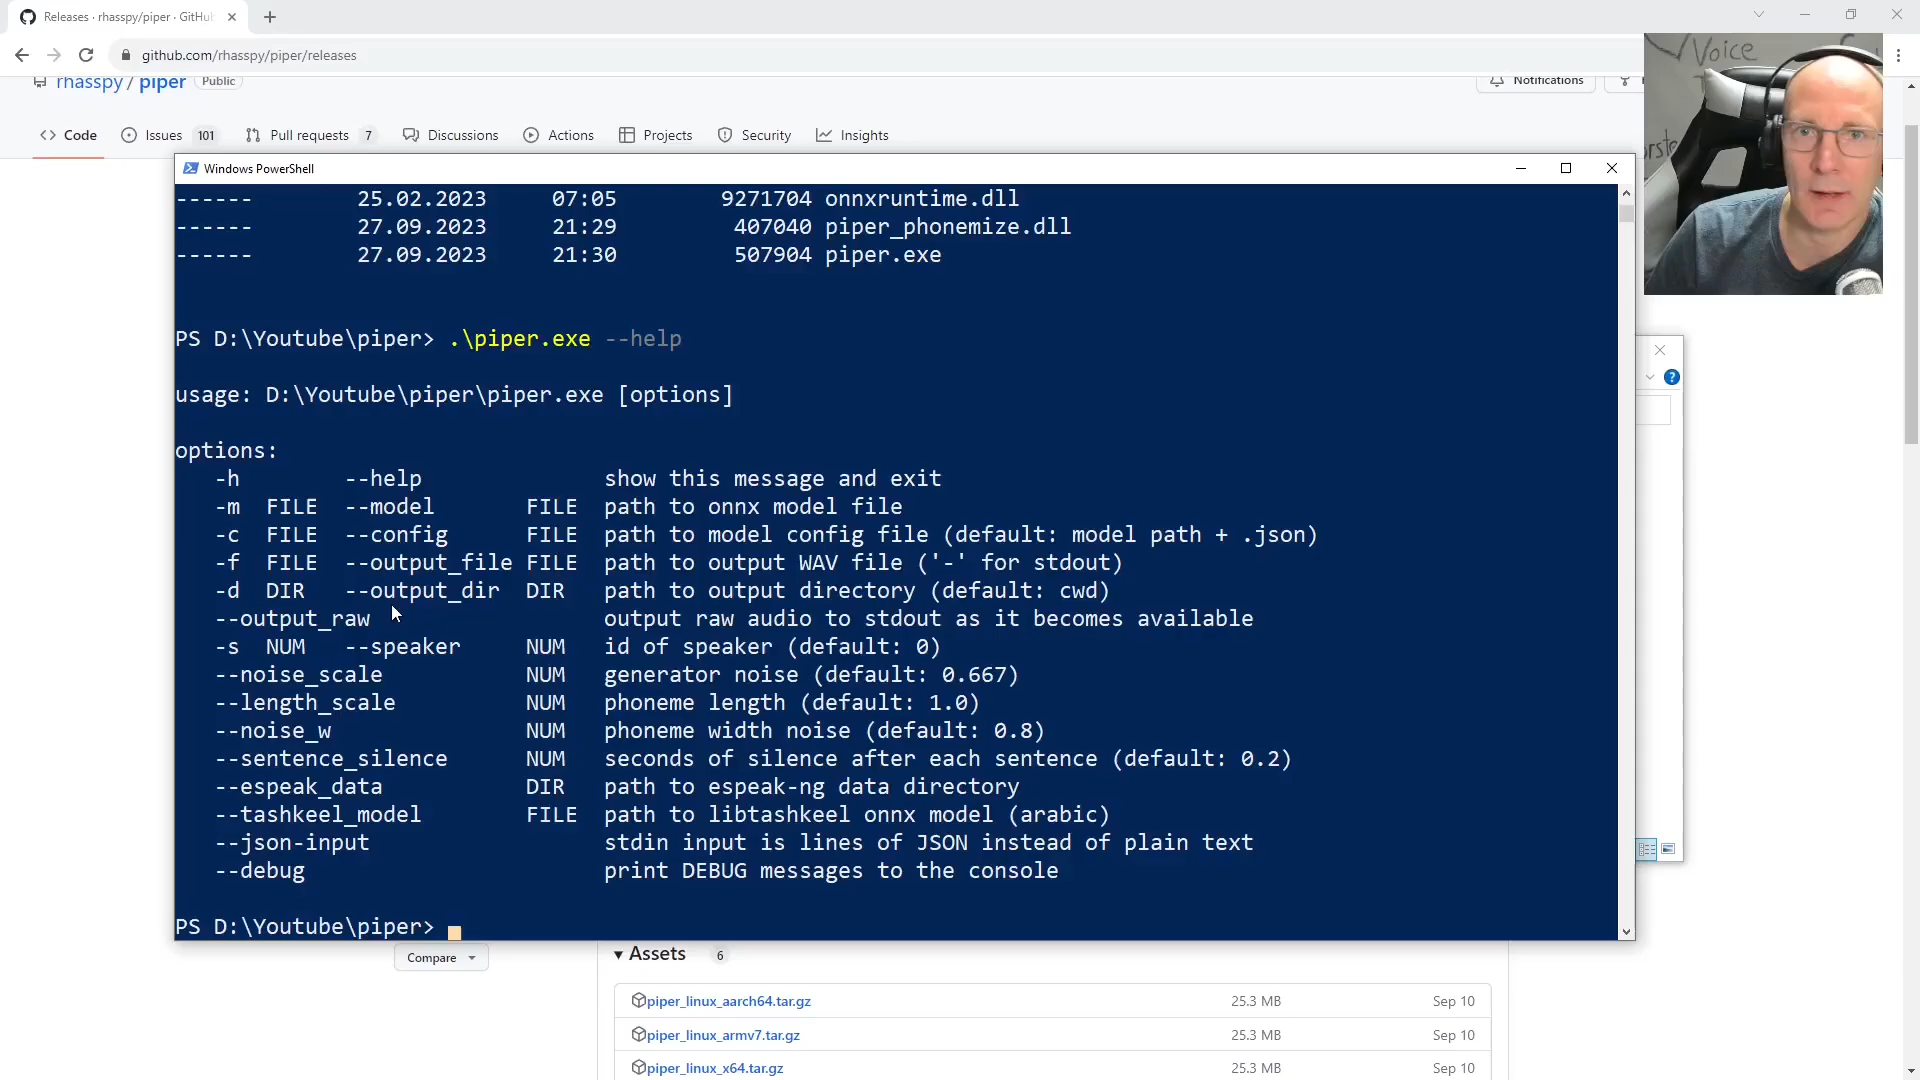 Releases · rhasspy/piper · GitHu
github.com/rhasspy/piper/releases
rhasspy / piper Public
Notifications
Code Issues 101 Pull requests 7 Discussions Actions Projects Security Insights
Voice
Windows PowerShell
------ 25.02.2023 07:05 9271704 onnxruntime.dll
------ 27.09.2023 21:29 407040 piper_phonemize.dll
------ 27.09.2023 21:30 507904 piper.exe
PS D:\Youtube\piper> .\piper.exe --help
usage: D:\Youtube\piper\piper.exe [options]
options:
-h --help show this message and exit
-m FILE --model FILE path to onnx model file
-c FILE --config FILE path to model config file (default: model path + .json)
-f FILE --output_file FILE path to output WAV file ('-' for stdout)
-d DIR --output_dir DIR path to output directory (default: cwd)
--output_raw output raw audio to stdout as it becomes available
-s NUM --speaker NUM id of speaker (default: 0)
--noise_scale NUM generator noise (default: 0.667)
--length_scale NUM phoneme length (default: 1.0)
--noise_w NUM phoneme width noise (default: 0.8)
--sentence_silence NUM seconds of silence after each sentence (default: 0.2)
--espeak_data DIR path to espeak-ng data directory
--tashkeel_model FILE path to libtashkeel onnx model (arabic)
--json-input stdin input is lines of JSON instead of plain text
--debug print DEBUG messages to the console
PS D:\Youtube\piper>
Compare
Assets 6
piper_linux_aarch64.tar.gz 25.3 MB Sep 10
piper_linux_armv7.tar.gz 25.3 MB Sep 10
piper_linux_x64.tar.gz 25.3 MB Sep 10